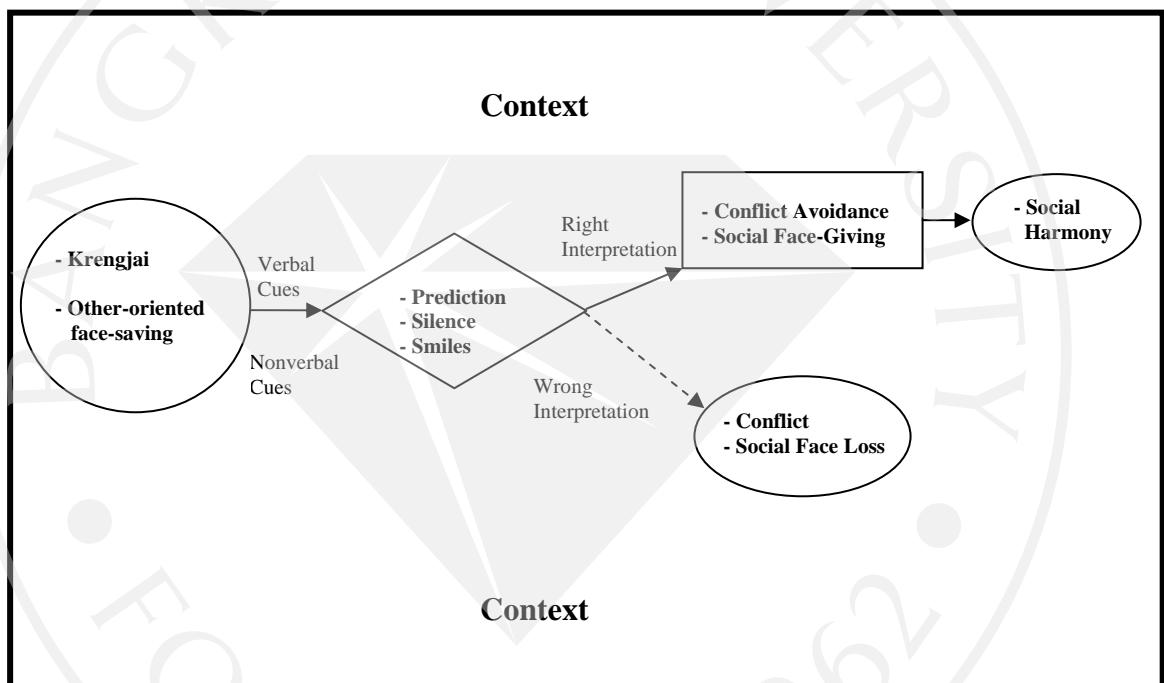 Context
- Krengjai
- Other-oriented
face-saving
Verbal
Cues
Nonverbal
Cues
- Prediction
- Silence
- Smiles
Right
Interpretation
Wrong
Interpretation
- Conflict Avoidance
- Social Face-Giving
- Social
Harmony
- Conflict
- Social Face Loss
Context